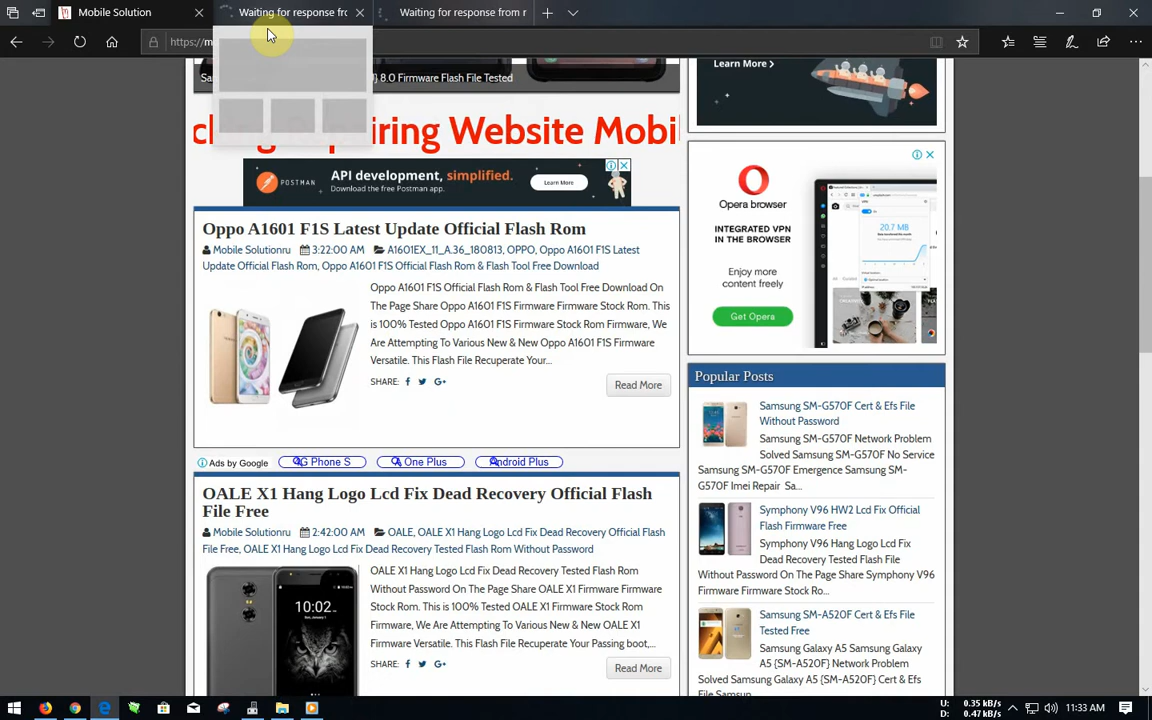 Mobile Solution
Waiting for response fro
Waiting for response from r
https://m
8.0 Firmware Flash File Tested
Learn More >
iring Website Mobi
API development, simplified.
Download the free Postman app.
POSTMAN
Learn More
Oppo A1601 F1S Latest Update Official Flash Rom
Mobile Solutionru 3:22:00 AM A1601EX_11_A.36_180813, OPPO, Oppo A1601 F1S Latest
Update Official Flash Rom, Oppo A1601 F1S Official Flash Rom & Flash Tool Free Download
Oppo A1601 F1S Official Flash Rom & Flash Tool Free Download On
The Page Share Oppo A1601 F1S Firmware Firmware Stock Rom. This
is 100% Tested Oppo A1601 F1S Firmware Stock Rom Firmware, We
Are Attempting To Various New & New Oppo A1601 F1S Firmware
Versatile. This Flash File Recuperate Your...
SHARE:
Read More
Ads by Google
4G Phone S
One Plus
Android Plus
OALE X1 Hang Logo Lcd Fix Dead Recovery Official Flash
File Free
Mobile Solutionru 2:42:00 AM OALE, OALE X1 Hang Logo Lcd Fix Dead Recovery Official Flash
File Free, OALE X1 Hang Logo Lcd Fix Dead Recovery Tested Flash Rom Without Password
OALE X1 Hang Logo Lcd Fix Dead Recovery Tested Flash Rom
Without Password On The Page Share OALE X1 Firmware
Firmware Stock Rom. This is 100% Tested OALE X1 Firmware Stock
Rom Firmware, We Are Attempting To Various New & New OALE X1
Firmware Versatile. This Flash File Recuperate Your Passing boot,...
10:02
SHARE:
Read More
Opera browser
INTEGRATED VPN
IN THE BROWSER
Enjoy more
content freely
Get Opera
20.7 MB
Popular Posts
Samsung SM-G570F Cert & Efs File
Without Password
Samsung SM-G570F Network Problem
Solved Samsung SM-G570F No Service
Samsung SM-G570F Emergence Samsung SM-
G570F Imei Repair Sa...
Symphony V96 HW2 Lcd Fix Official
Flash Firmware Free
Symphony V96 Hang Logo Lcd Fix
Dead Recovery Tested Flash File
Without Password On The Page Share Symphony V96
Firmware Firmware Stock Ro...
Samsung SM-A520F Cert & Efs File
Tested Free
Samsung Galaxy A5 Samsung Galaxy
A5 {SM-A520F} Network Problem
Solved Samsung Galaxy A5 {SM-A520F} No Service
Samsung
U: 0.35 kB/s
D: 0.47 kB/s
11:33 AM